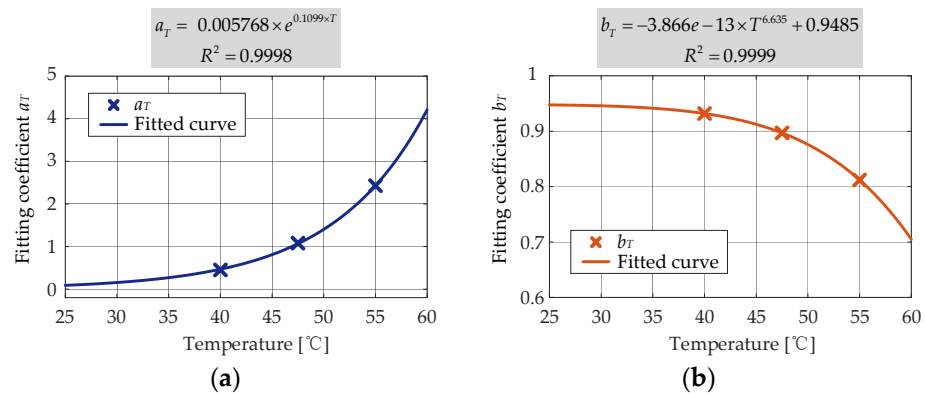 a_T = 0.005768 × e^{0.1099×T}
R² = 0.9998
5
4
3
2
1
0
Fitting coefficient a_T
a_T
Fitted curve
25 30 35 40 45 50 55 60
Temperature [℃]
(a)
b_T = −3.866e − 13 × T^{6.635} + 0.9485
R² = 0.9999
1
0.9
0.8
0.7
0.6
Fitting coefficient b_T
b_T
Fitted curve
25 30 35 40 45 50 55 60
Temperature [℃]
(b)